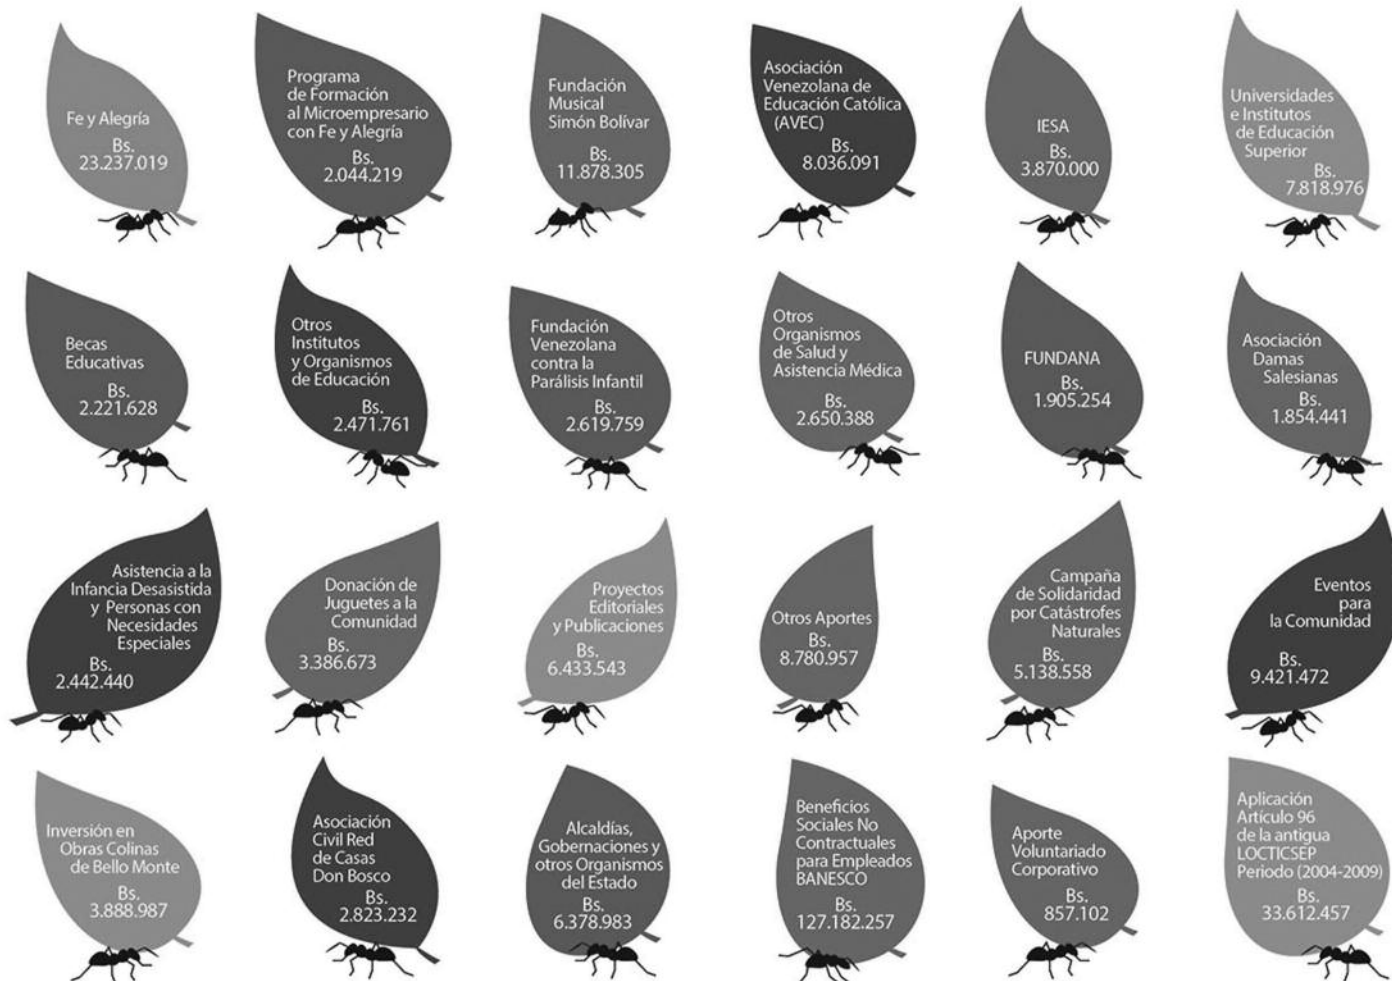 Fe y Alegría
Bs.
23.237.019
Programa
de Formación
al Microempresario
con Fe y Alegría
Bs.
2.044.219
Fundación
Musical
Simón Bolívar
Bs.
11.878.305
Asociación
Venezolana de
Educación Católica
(AVEC)
Bs.
8.036.091
IESA
Bs.
3.870.000
Universidades
e Institutos
de Educación
Superior
Bs.
7.818.976
Becas
Educativas
Bs.
2.221.628
Otros
Institutos
y Organismos
de Educación
Bs.
2.471.761
Fundación
Venezolana
contra la
Parálisis Infantil
Bs.
2.619.759
Otros
Organismos
de Salud y
Asistencia Médica
Bs.
2.650.388
FUNDANA
Bs.
1.905.254
Asociación
Damas
Salesianas
Bs.
1.854.441
Asistencia a la
Infancia Desasistida
y Personas con
Necesidades
Especiales
Bs.
2.442.440
Donación de
Juguetes a la
Comunidad
Bs.
3.386.673
Proyectos
Editoriales
y Publicaciones
Bs.
6.433.543
Otros Aportes
Bs.
8.780.957
Campaña
de Solidaridad
por Catástrofes
Naturales
Bs.
5.138.558
Eventos
para
la Comunidad
Bs.
9.421.472
Inversión en
Obras Colinas
de Bello Monte
Bs.
3.888.987
Asociación
Civil Red
de Casas
Don Bosco
Bs.
2.823.232
Alcaldías,
Gobernaciones y
otros Organismos
del Estado
Bs.
6.378.983
Beneficios
Sociales No
Contractuales
para Empleados
BANESCO
Bs.
127.182.257
Aporte
Voluntariado
Corporativo
Bs.
857.102
Aplicación
Artículo 96
de la antigua
LOCTICSEP
Periodo (2004-2009)
Bs.
33.612.457